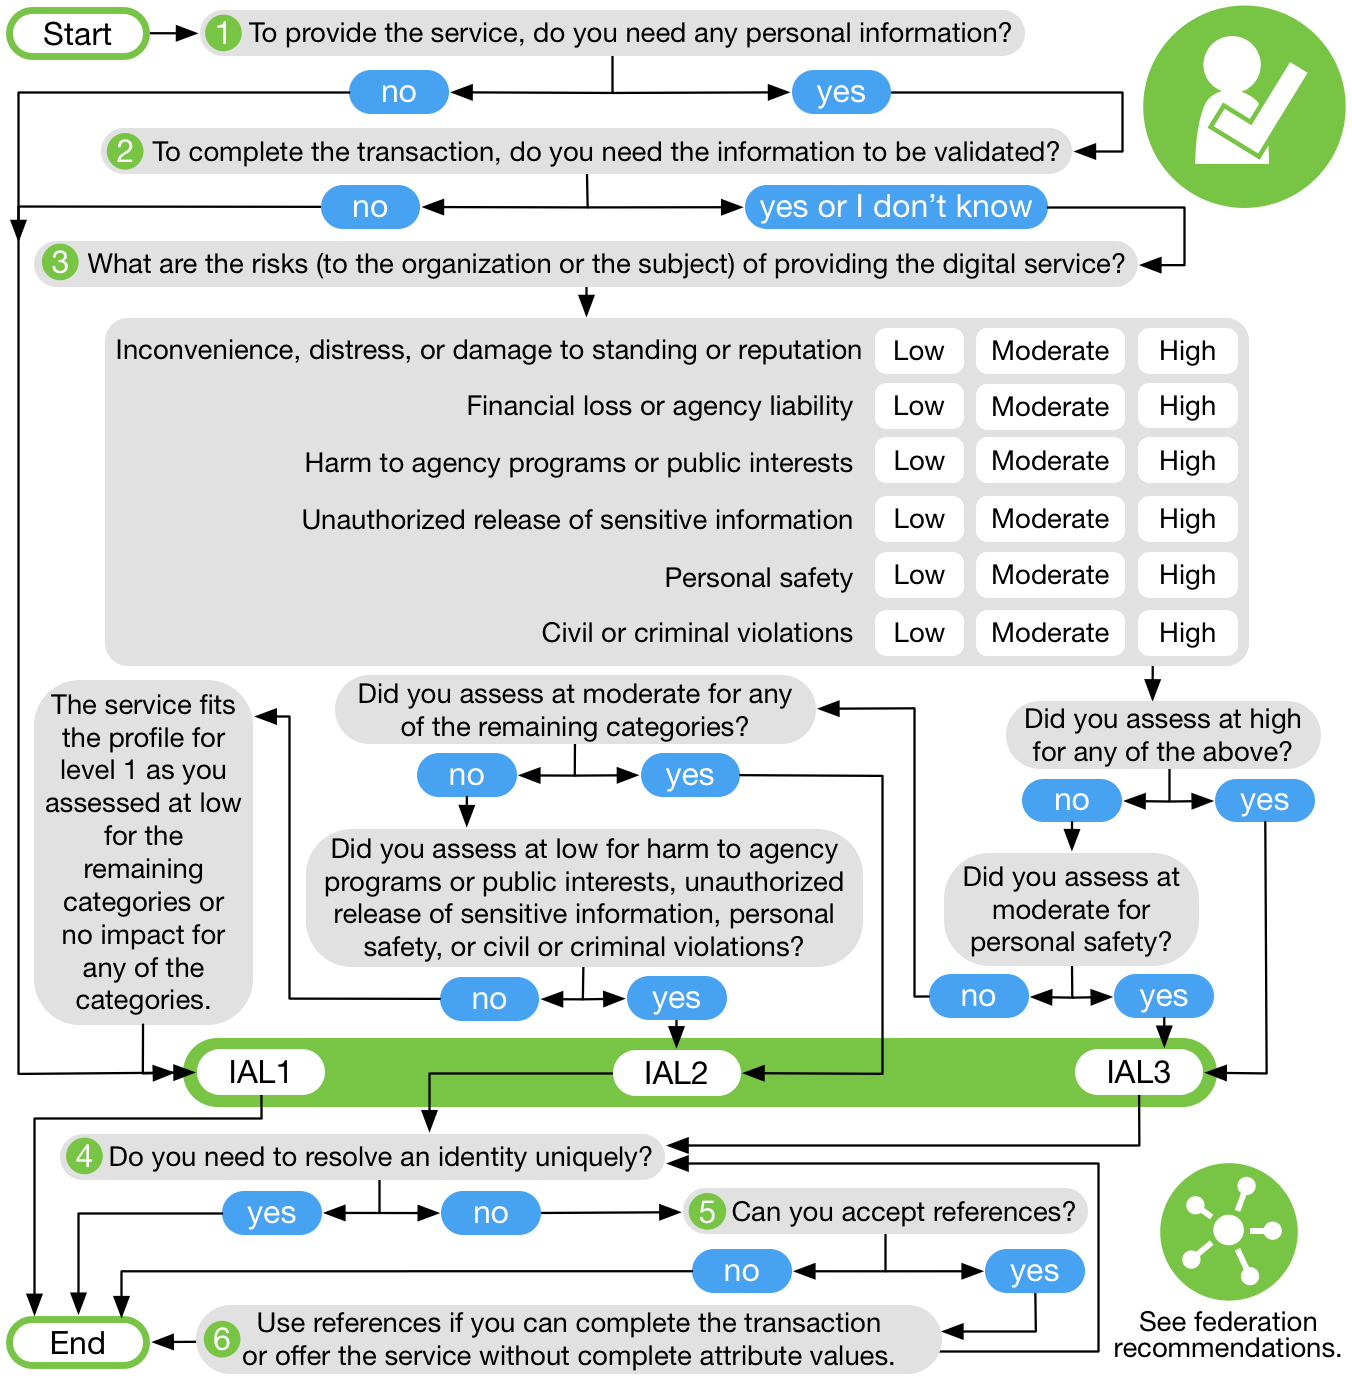 Start
1 To provide the service, do you need any personal information?
no
yes
2 To complete the transaction, do you need the information to be validated?
no
yes or I don't know
3 What are the risks (to the organization or the subject) of providing the digital service?
Inconvenience, distress, or damage to standing or reputation Low Moderate High
Financial loss or agency liability Low Moderate High
Harm to agency programs or public interests Low Moderate High
Unauthorized release of sensitive information Low Moderate High
Personal safety Low Moderate High
Civil or criminal violations Low Moderate High
Did you assess at high
for any of the above?
no
yes
Did you assess at
moderate for
personal safety?
no
yes
Did you assess at moderate for any
of the remaining categories?
no
yes
Did you assess at low for harm to agency
programs or public interests, unauthorized
release of sensitive information, personal
safety, or civil or criminal violations?
no
yes
The service fits
the profile for
level 1 as you
assessed at low
for the
remaining
categories or
no impact for
any of the
categories.
IAL1
IAL2
IAL3
4 Do you need to resolve an identity uniquely?
yes
no
5 Can you accept references?
no
yes
6 Use references if you can complete the transaction
or offer the service without complete attribute values.
End
See federation
recommendations.